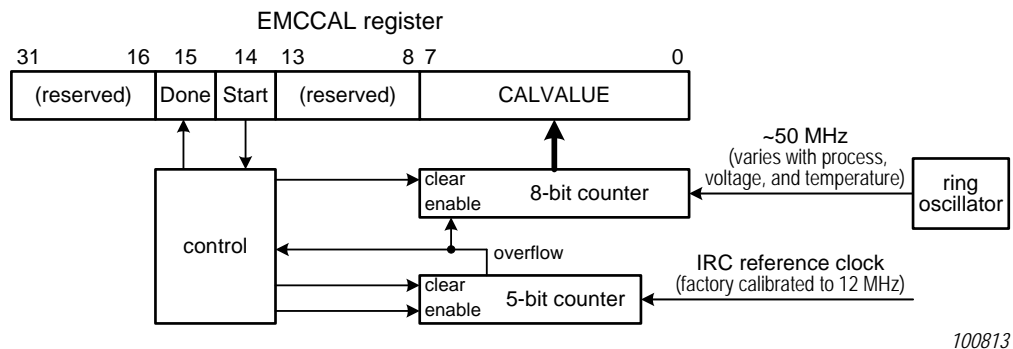 EMCCAL register
31 16 15 14 13 8 7 0
(reserved) Done Start (reserved) CALVALUE
~50 MHz
(varies with process,
voltage, and temperature)
clear
8-bit counter
enable
ring
oscillator
control
overflow
IRC reference clock
(factory calibrated to 12 MHz)
clear
5-bit counter
enable
100813